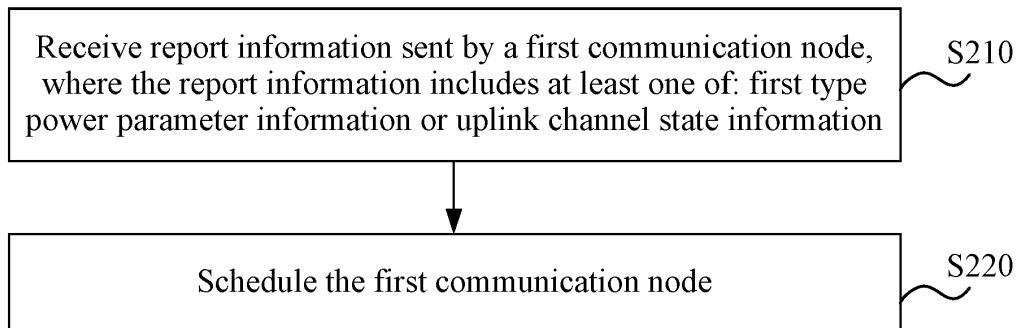 Receive report information sent by a first communication node,
where the report information includes at least one of: first type
power parameter information or uplink channel state information
S210
Schedule the first communication node
S220